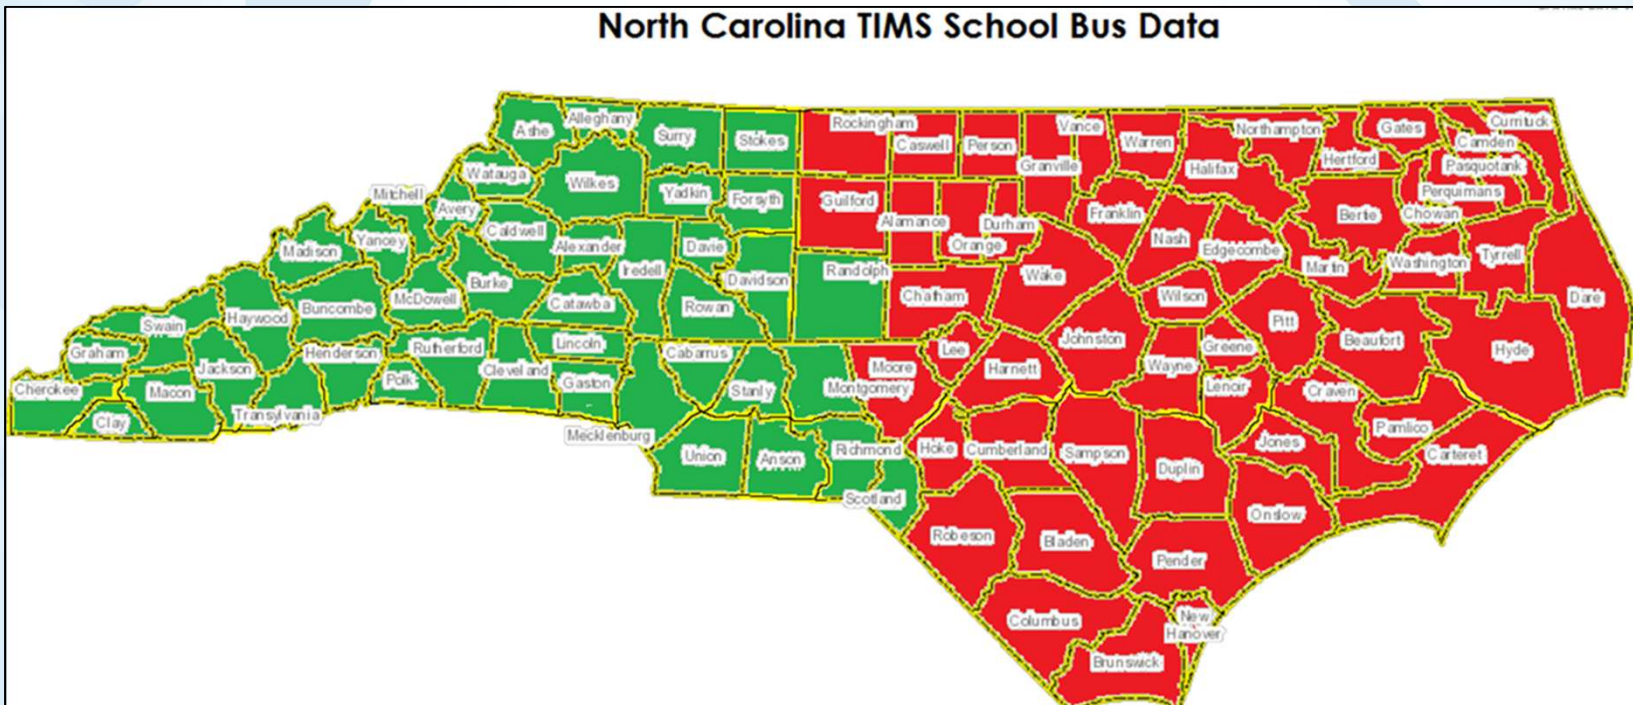 North Carolina TIMS School Bus Data
Ashe
Alleghany
Surry
Stokes
Rockingham
Caswell
Person
Vance
Granville
Warren
Northampton
Halifax
Hertford
Gates
Currituck
Camden
Pasquotank
Perquimans
Chowan
Bertie
Watauga
Wilkes
Yadkin
Forsyth
Guilford
Alamance
Orange
Durham
Franklin
Nash
Edgecombe
Martin
Washington
Tyrrell
Dare
Mitchell
Avery
Caldwell
Alexander
Davie
Iredell
Davidson
Randolph
Chatham
Wake
Wilson
Madison
Yancey
Burke
McDowell
Catawba
Rowan
Buncombe
Haywood
Swain
Graham
Jackson
Henderson
Rutherford
Polk
Cleveland
Lincoln
Gaston
Cabarrus
Stanly
Montgomery
Moore
Lee
Harnett
Johnston
Wayne
Greene
Lenoir
Pitt
Beaufort
Hyde
Craven
Pamlico
Carteret
Jones
Cherokee
Clay
Macon
Transylvania
Mecklenburg
Union
Anson
Richmond
Scotland
Hoke
Cumberland
Sampson
Duplin
Onslow
Robeson
Bladen
Pender
Columbus
New
Hanover
Brunswick